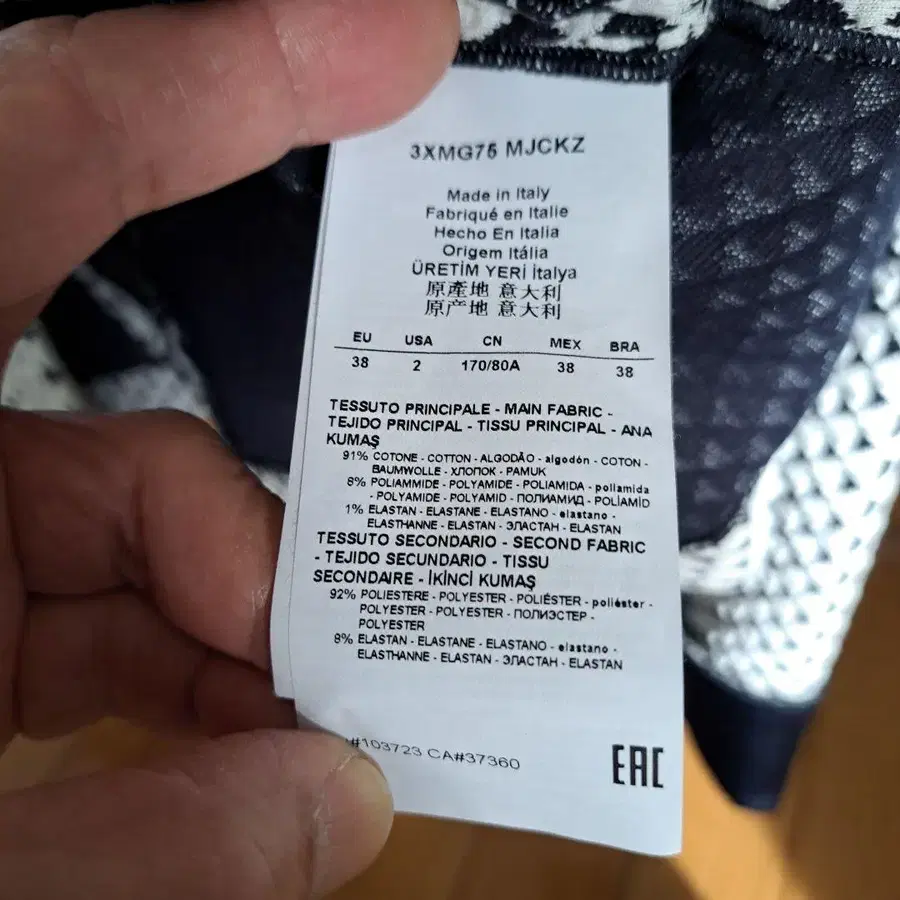 3XMG75 MJCKZ
Made in Italy
Fabriqué en Italie
Hecho En Italia
Origem Itália
ÜRETİM YERİ İtalya
原產地 意大利
原产地 意大利
EU USA CN MEX BRA
38 2 170/80A 38 38
TESSUTO PRINCIPALE - MAIN FABRIC -
TEJIDO PRINCIPAL - TISSU PRINCIPAL - ANA
KUMAŞ
91% COTONE - COTTON - ALGODÃO - algodón - COTON -
BAUMWOLLE - ХЛОПОК - PAMUK
8% POLIAMMIDE - POLYAMIDE - POLIAMIDA - poliamida
- POLYAMIDE - POLYAMID - ПОЛИАМИД - POLİAMİD
1% ELASTAN - ELASTANE - ELASTANO - elastano -
ELASTHANNE - ELASTAN - ЭЛАСТАН - ELASTAN
TESSUTO SECONDARIO - SECOND FABRIC
- TEJIDO SECUNDARIO - TISSU
SECONDAIRE - İKİNCİ KUMAŞ
92% POLIESTERE - POLYESTER - POLIÉSTER - poliéster -
POLYESTER - POLYESTER - ПОЛИЭСТЕР -
POLYESTER
8% ELASTAN - ELASTANE - ELASTANO - elastano -
ELASTHANNE - ELASTAN - ЭЛАСТАН - ELASTAN
#103723 CA#37360
EAC